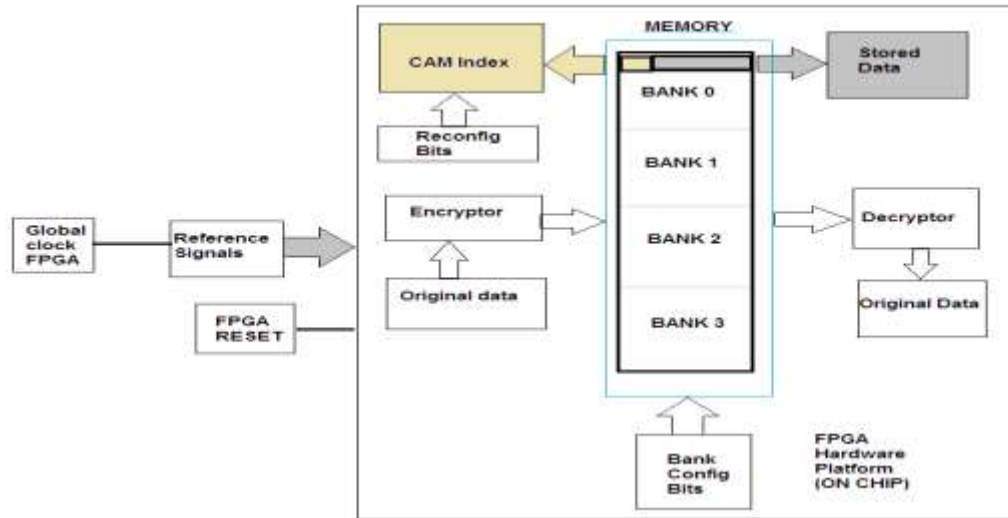 MEMORY
CAM Index
Stored
Data
BANK 0
Reconfig
Bits
BANK 1
Encryptor
Decryptor
Global
clock
FPGA
Reference
Signals
BANK 2
Original data
Original Data
FPGA
RESET
BANK 3
Bank
Config
Bits
FPGA
Hardware
Platform
(ON CHIP)